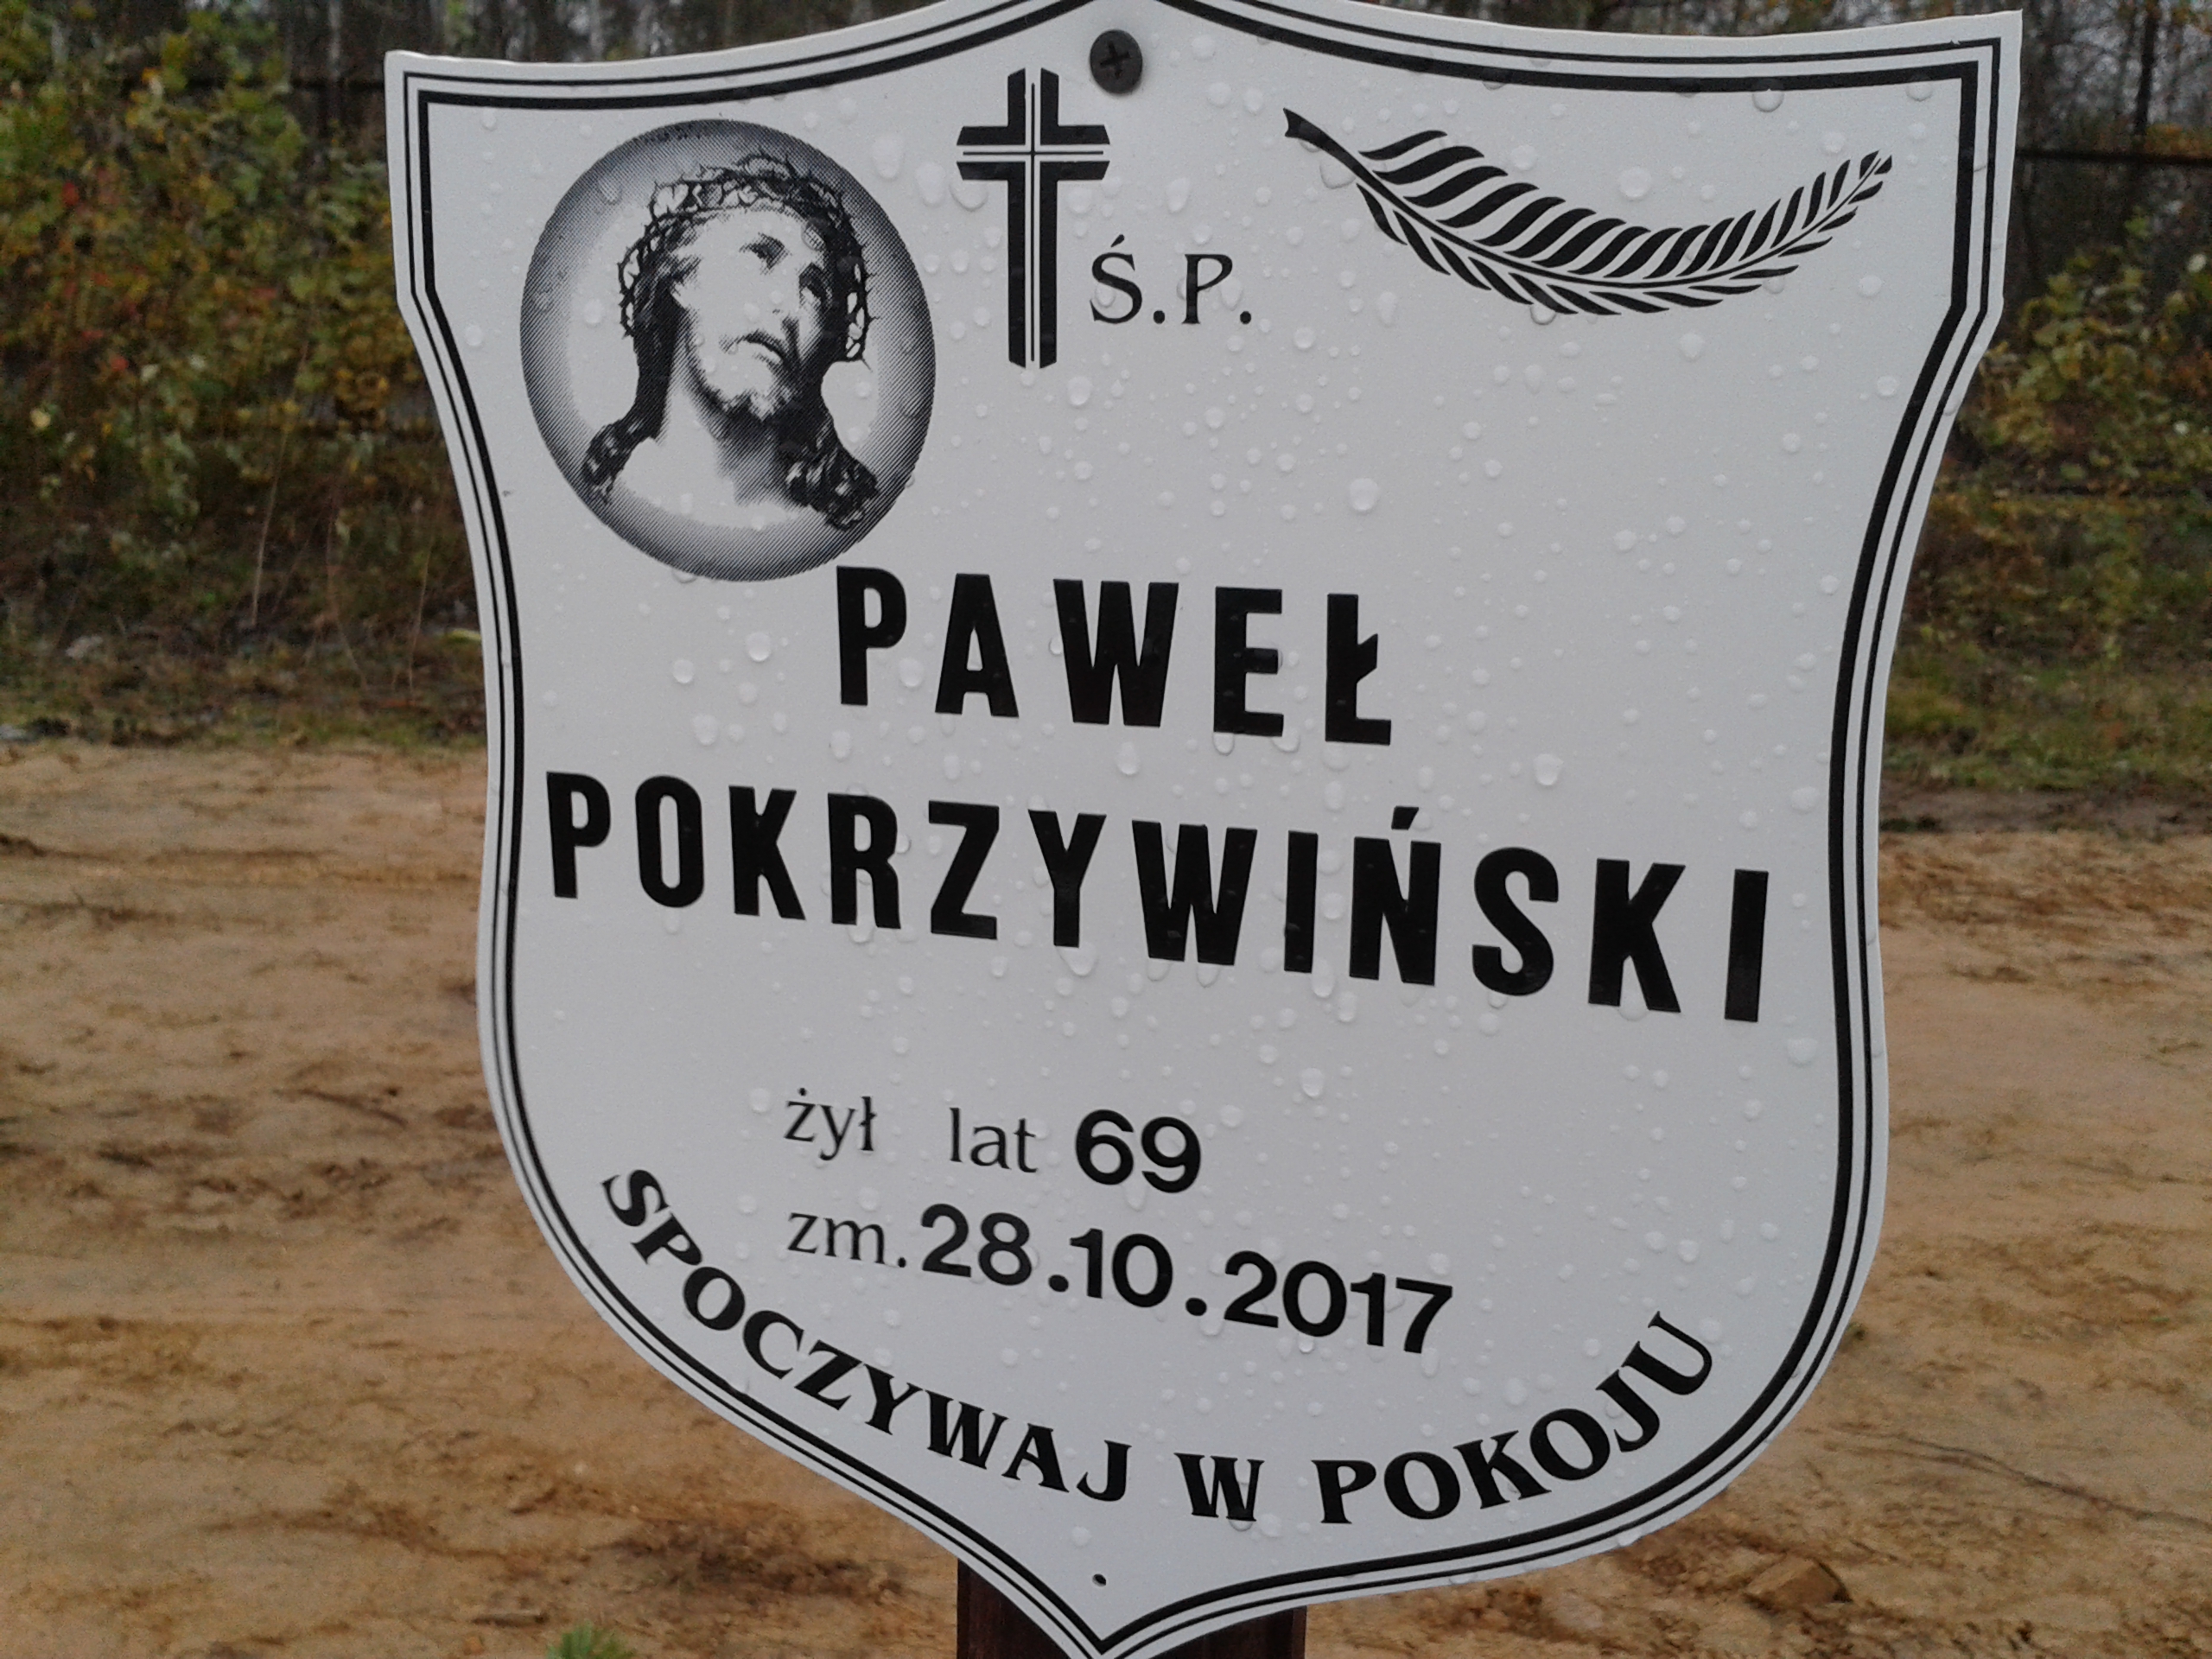 Ś.P.
PAWEŁ
POKRZYWIŃSKI
żył lat 69
zm. 28.10.2017
SPOCZYWAJ W POKOJU